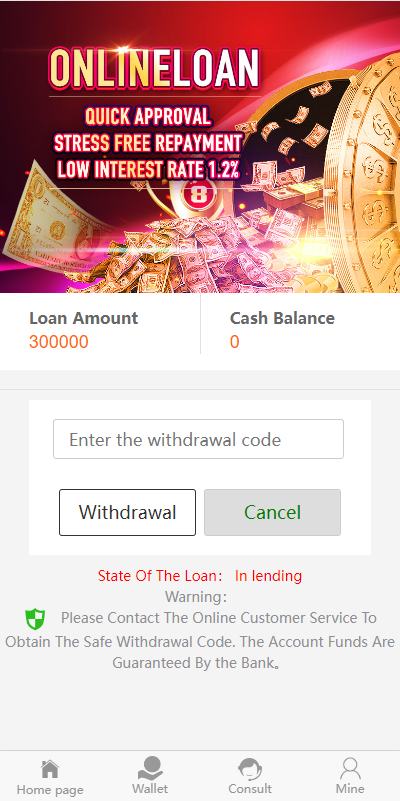 ONLINELOAN
QUICK APPROVAL
STRESS FREE REPAYMENT
LOW INTEREST RATE 1.2%
8
Loan Amount
300000
Cash Balance
0
Enter the withdrawal code
Withdrawal
Cancel
State Of The Loan： In lending
Warning：
Please Contact The Online Customer Service To
Obtain The Safe Withdrawal Code. The Account Funds Are
Guaranteed By the Bank。
Home page
Wallet
Consult
Mine